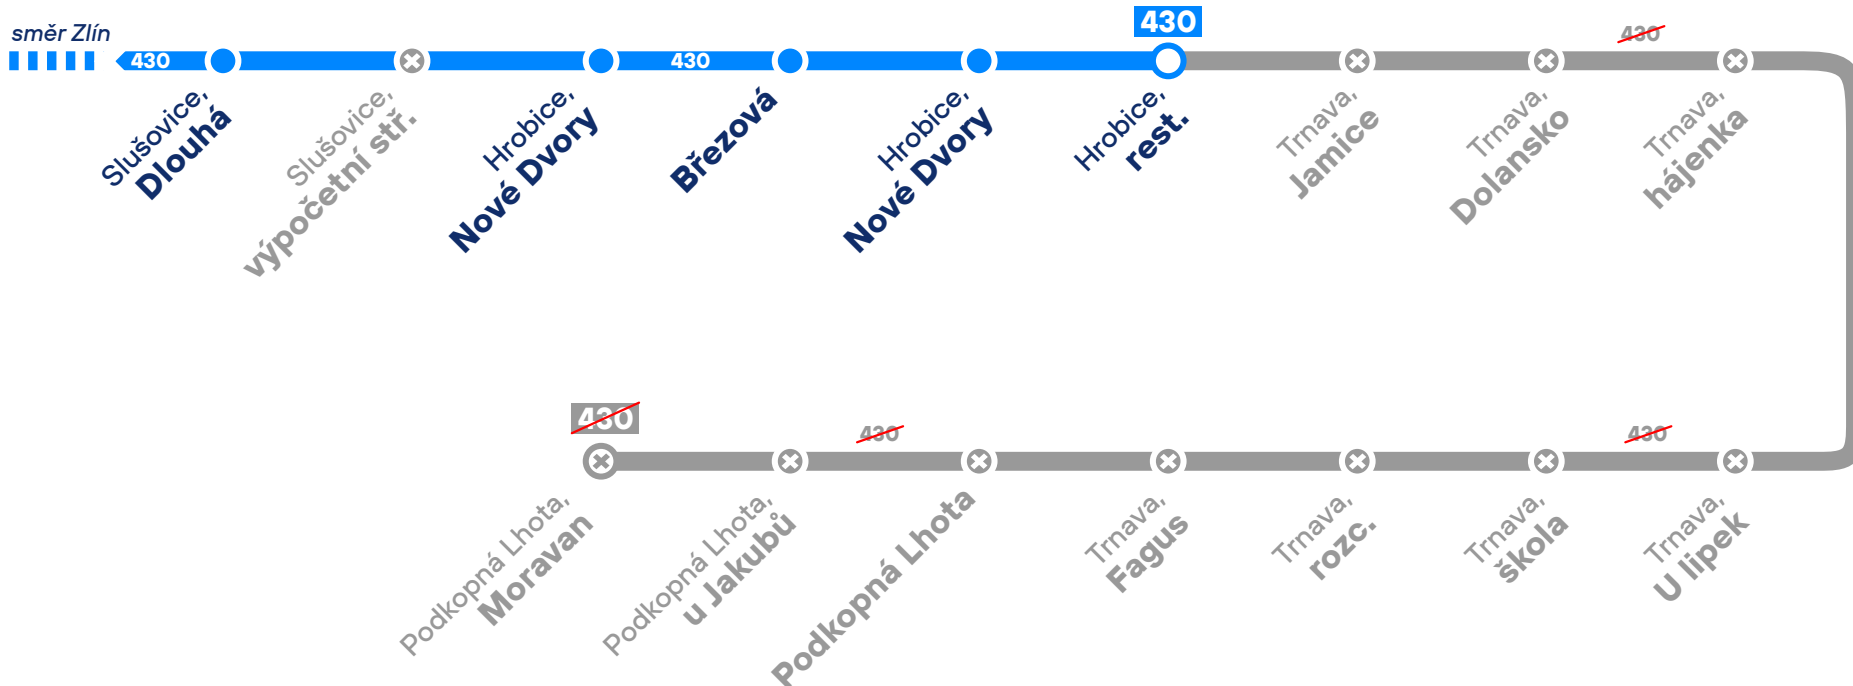 směr Zlín
430
430
430
430
Slušovice,
Dlouhá
Slušovice,
výpočetní stř.
Hrobice,
Nové Dvory
Březová
Hrobice,
Nové Dvory
Hrobice,
rest.
Trnava,
Jamice
Trnava,
Dolansko
Trnava,
hájenka
430
430
430
Podkopná Lhota,
Moravan
Podkopná Lhota,
u Jakubů
Podkopná Lhota
Trnava,
Fagus
Trnava,
rozc.
Trnava,
škola
Trnava,
U lipek